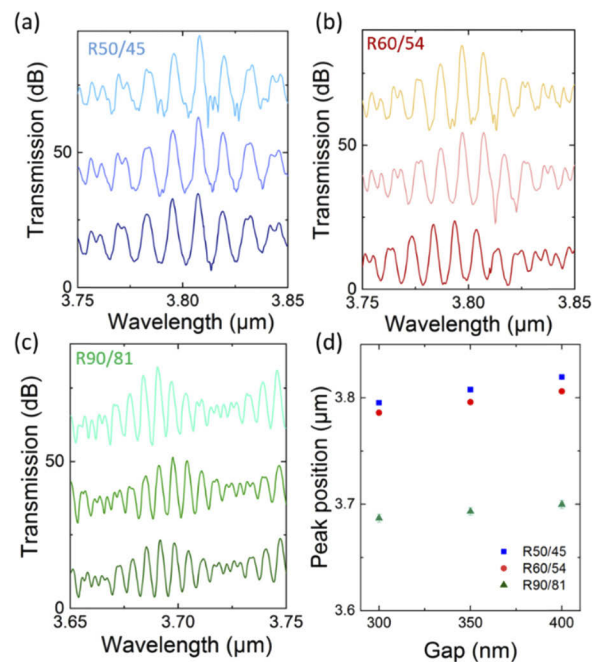 (a)
R50/45
Transmission (dB)
50
0
3.75
3.80
3.85
Wavelength (µm)
(b)
R60/54
Transmission (dB)
50
0
3.75
3.80
3.85
Wavelength (µm)
(c)
R90/81
Transmission (dB)
50
0
3.65
3.70
3.75
Wavelength (µm)
(d)
Peak position (µm)
3.8
3.7
3.6
R50/45
R60/54
R90/81
300
350
400
Gap (nm)